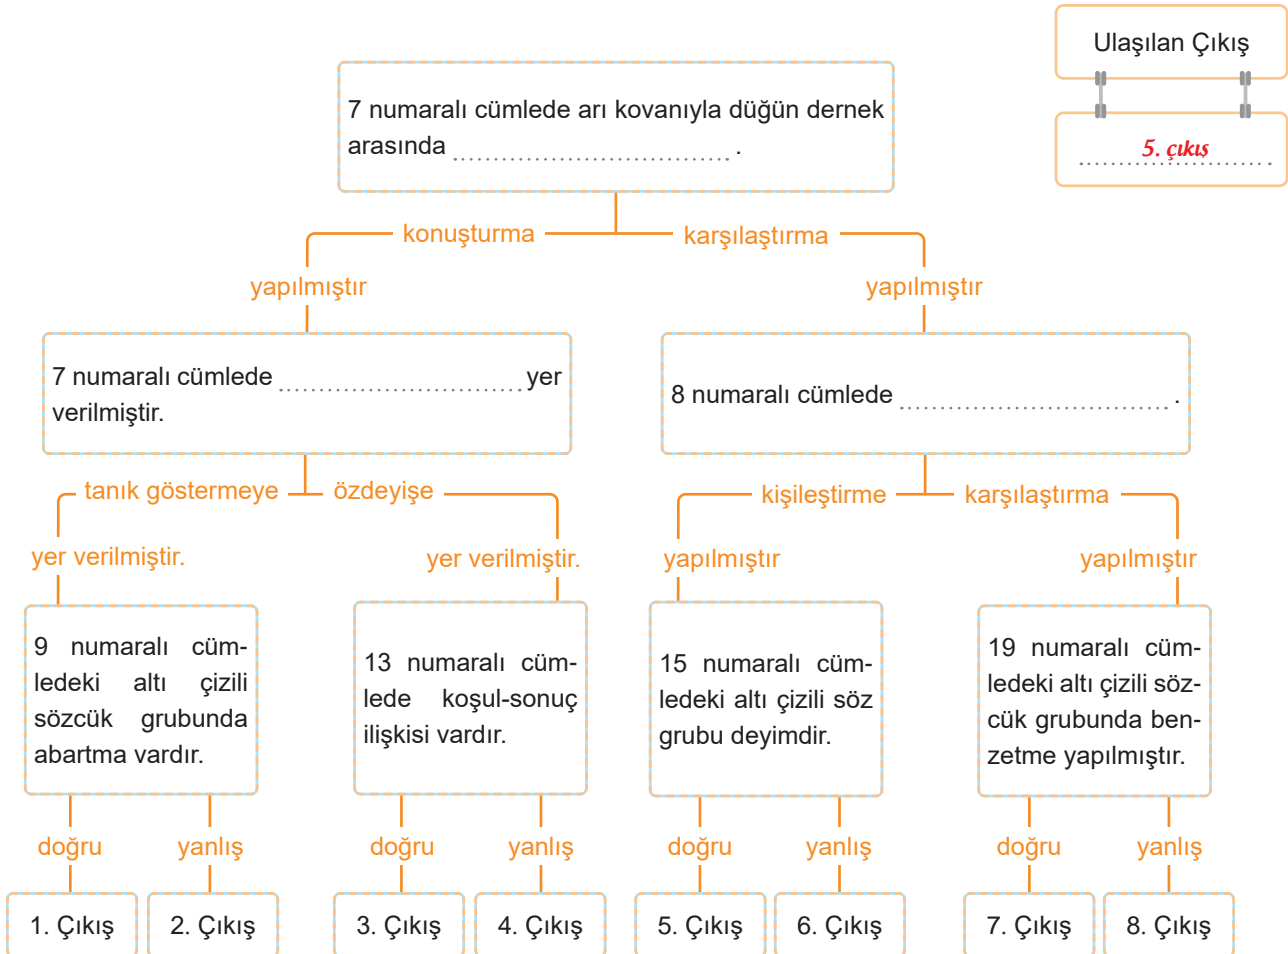 Ulaşılan Çıkış
5. çıkış
7 numaralı cümlede arı kovanıyla düğün dernek
arasında .............................. .
konuşturma
karşılaştırma
yapılmıştır
yapılmıştır
7 numaralı cümlede .......................... yer
verilmiştir.
8 numaralı cümlede ............................. .
tanık göstermeye
özdeyişe
kişileştirme
karşılaştırma
yer verilmiştir.
yer verilmiştir.
yapılmıştır
yapılmıştır
9 numaralı cüm-
ledeki altı çizili
sözcük grubunda
abartma vardır.
13 numaralı cüm-
lede koşul-sonuç
ilişkisi vardır.
15 numaralı cüm-
ledeki altı çizili söz
grubu deyimdir.
19 numaralı cüm-
ledeki altı çizili söz-
cük grubunda ben-
zetme yapılmıştır.
doğru
yanlış
doğru
yanlış
doğru
yanlış
doğru
yanlış
1. Çıkış
2. Çıkış
3. Çıkış
4. Çıkış
5. Çıkış
6. Çıkış
7. Çıkış
8. Çıkış